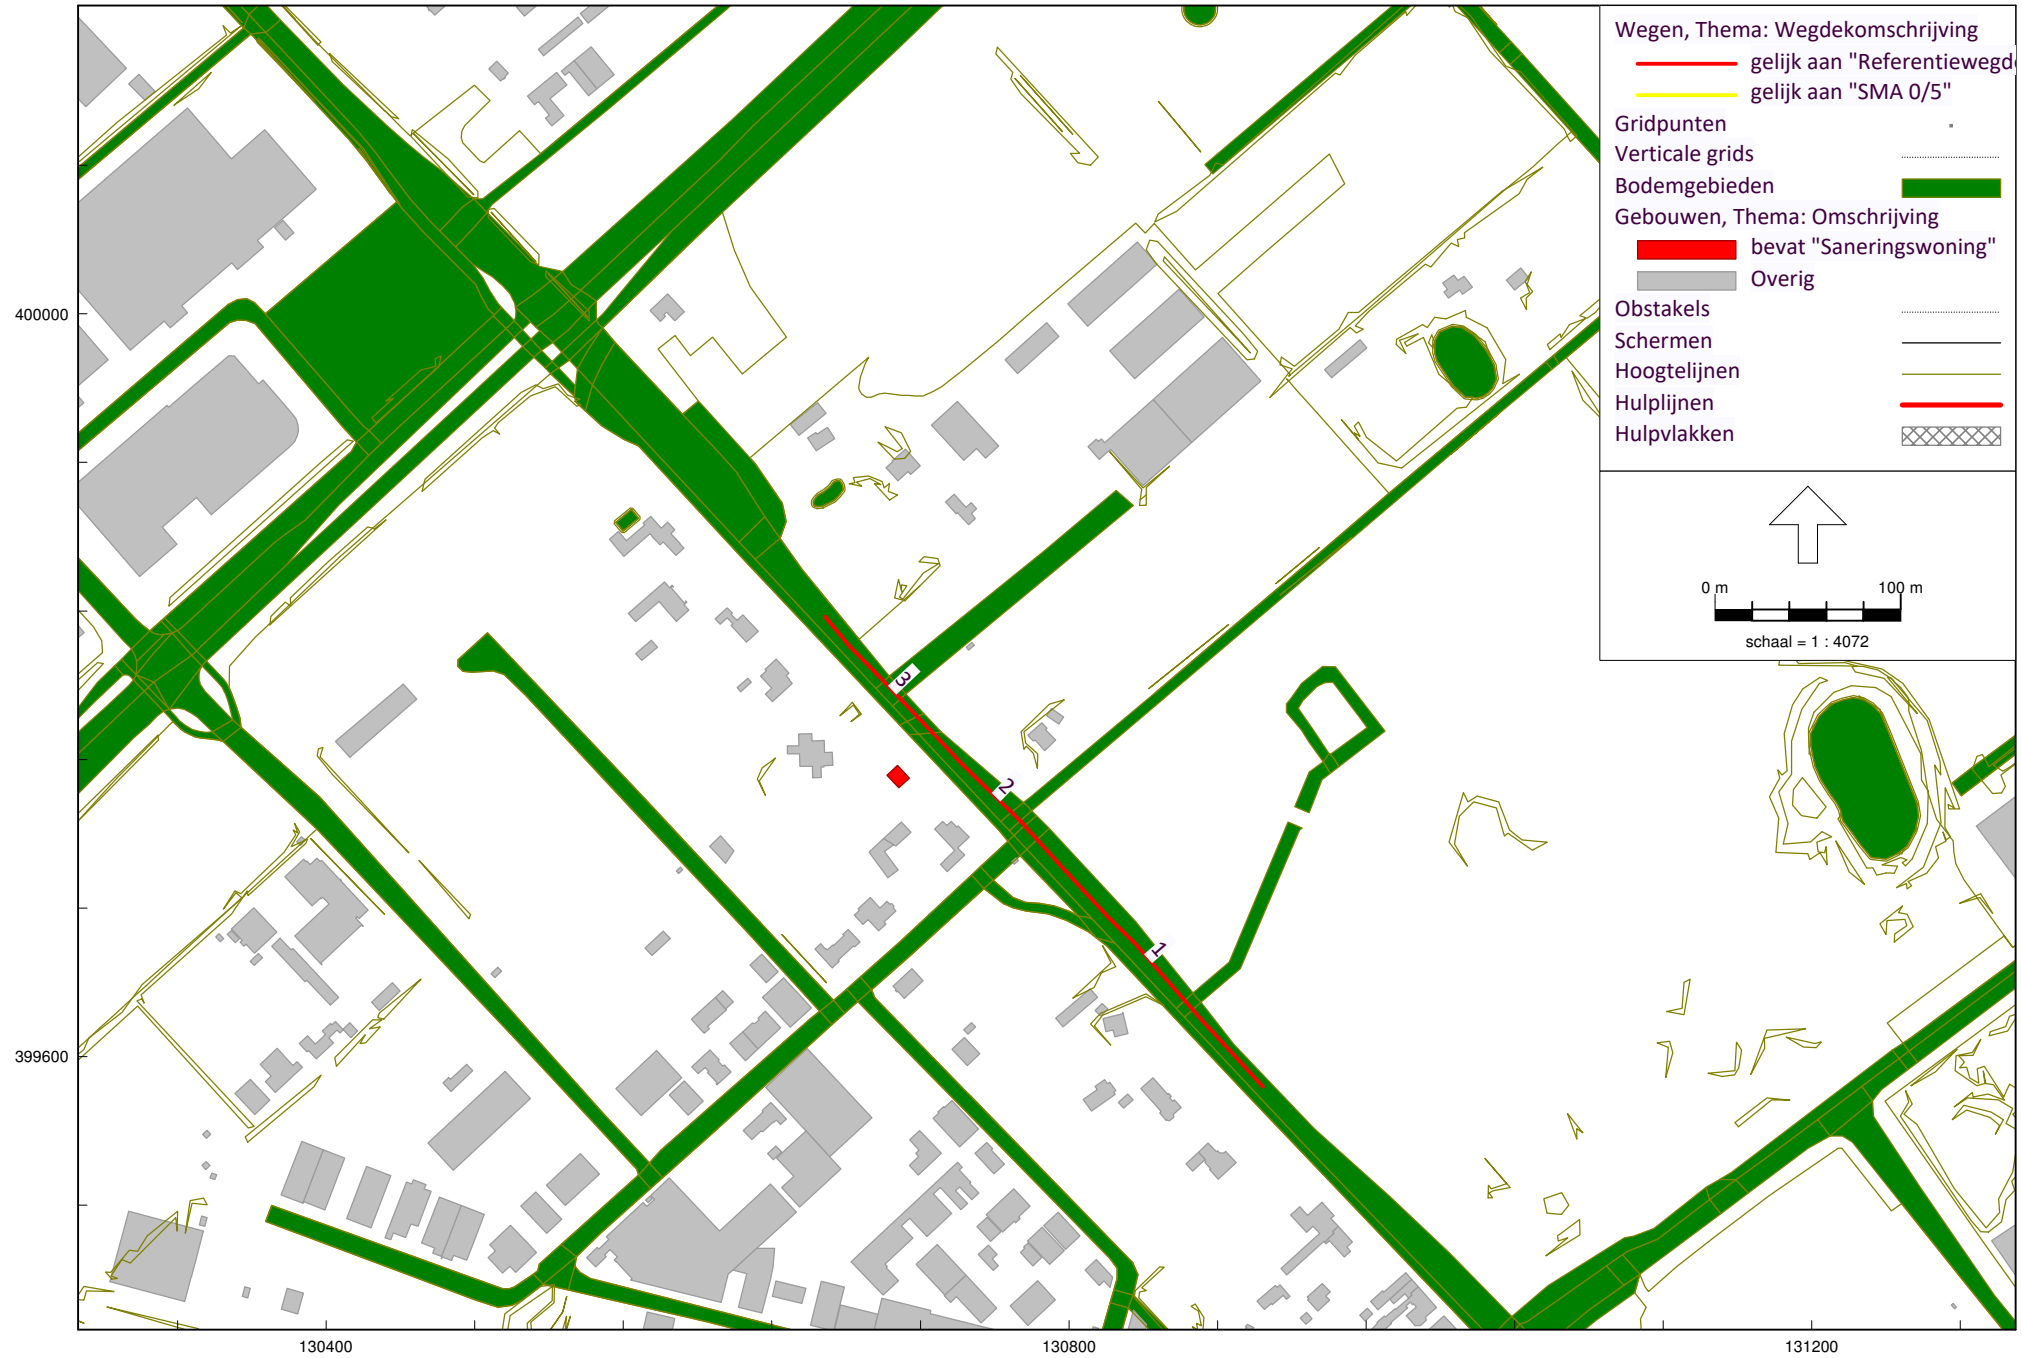 Wegen, Thema: Wegdekomschrijving
gelijk aan "Referentiewegd
gelijk aan "SMA 0/5"
Gridpunten
Verticale grids
Bodemgebieden
Gebouwen, Thema: Omschrijving
bevat "Saneringswoning"
Overig
Obstakels
Schermen
Hoogtelijnen
Hulplijnen
Hulpvlakken
0 m 100 m
schaal = 1 : 4072
400000
399600
3
2
1
130400 130800 131200